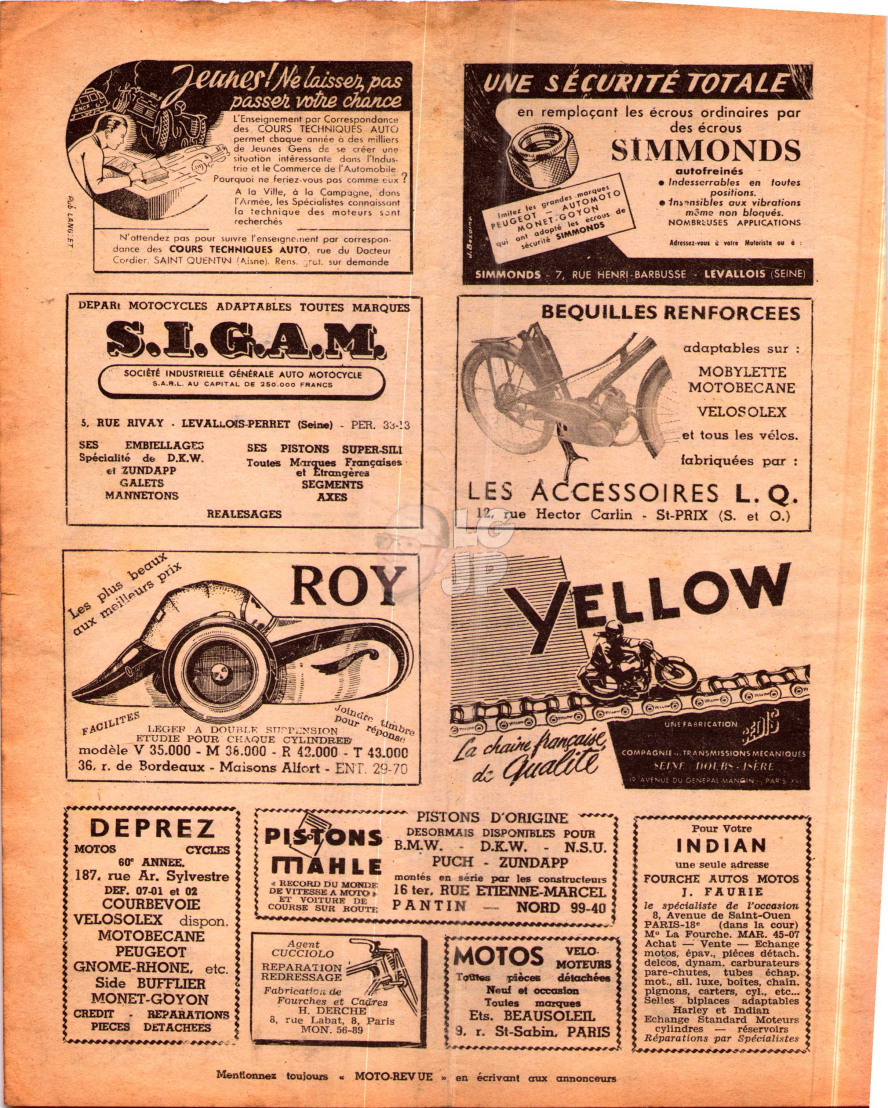 Jeunes! Ne laissez pas
passer votre chance
L'Enseignement par Correspondance
des COURS TECHNIQUES AUTO
permet chaque année à des milliers
de Jeunes Gens de se créer une
situation intéressante dans l'Indus-
trie et le Commerce de l'Automobile
Pourquoi ne feriez-vous pas comme eux ?
A la Ville, à la Campagne, dans
l'Armée, les Spécialistes connaissant
la technique des moteurs sont
recherchés
N'attendez pas pour suivre l'enseignement par correspon-
dance des COURS TECHNIQUES AUTO, rue du Docteur
Cordier, SAINT QUENTIN (Aisne). Rens. grat. sur demande
Pub LANGLET
UNE SÉCURITÉ TOTALE
en remplaçant les écrous ordinaires par
des écrous
SIMMONDS
autofreinés
• Indesserrables en toutes
positions.
• Insensibles aux vibrations
même non bloqués.
NOMBREUSES APPLICATIONS
Adressez-vous à votre Motoriste ou à :
Imitez les grandes marques
PEUGEOT - AUTOMOTO
MONET-GOYON
qui ont adopté les écrous de
sécurité SIMMONDS
SIMMONDS - 7, RUE HENRI-BARBUSSE - LEVALLOIS (SEINE)
DEPART MOTOCYCLES ADAPTABLES TOUTES MARQUES
S.I.G.A.M.
SOCIÉTÉ INDUSTRIELLE GÉNÉRALE AUTO MOTOCYCLE
S.A.R.L. AU CAPITAL DE 250.000 FRANCS
5, RUE RIVAY - LEVALLOIS-PERRET (Seine) - PER. 33-13
SES EMBIELLAGES
Spécialité de D.K.W.
et ZUNDAPP
GALETS
MANNETONS
SES PISTONS SUPER-SILI
Toutes Marques Françaises
et Etrangères
SEGMENTS
AXES
REALESAGES
BEQUILLES RENFORCEES
adaptables sur :
MOBYLETTE
MOTOBECANE
VELOSOLEX
et tous les vélos.
fabriquées par :
LES ACCESSOIRES L. Q.
12, rue Hector Carlin - St-PRIX (S. et O.)
LG
JP
Les plus beaux
aux meilleurs prix
ROY
FACILITES
Joindre timbre
pour réponse
LEGER A DOUBLE SUSPENSION
ETUDIE POUR CHAQUE CYLINDREE
modèle V 35.000 - M 38.000 - R 42.000 - T 43.000
36, r. de Bordeaux - Maisons Alfort - ENT. 29-70
YELLOW
La chaine française
de Qualité
UNE FABRICATION
SEDIS
COMPAGNIE DES TRANSMISSIONS MECANIQUES
SEINE DOUBS-ISÈRE
AVENUE DU GENERAL MANGIN PARIS
DEPREZ
MOTOS CYCLES
60e ANNEE.
187, rue Ar. Sylvestre
DEF. 07-01 et 02
COURBEVOIE
VELOSOLEX dispon.
MOTOBECANE
PEUGEOT
GNOME-RHONE, etc.
Side BUFFLIER
MONET-GOYON
CREDIT - REPARATIONS
PIECES DETACHEES
PISTONS
MAHLE
« RECORD DU MONDE
DE VITESSE A MOTO »
ET VOITURE DE
COURSE SUR ROUTE
PISTONS D'ORIGINE
DESORMAIS DISPONIBLES POUR
B.M.W. - D.K.W. - N.S.U.
PUCH - ZUNDAPP
montés en série par les constructeurs
16 ter, RUE ETIENNE-MARCEL
PANTIN — NORD 99-40
Agent
CUCCIOLO
REPARATION
REDRESSAGE
Fabrication de
Fourches et Cadres
H. DERCHE
8, rue Labat, 8, Paris
MON. 56-89
MOTOS VELO-
MOTEURS
Toutes pièces détachées
Neuf et occasion
Toutes marques
Ets. BEAUSOLEIL
9, r. St-Sabin, PARIS
Pour Votre
INDIAN
une seule adresse
FOURCHE AUTOS MOTOS
J. FAURIE
le spécialiste de l'occasion
8, Avenue de Saint-Ouen
PARIS-18e (dans la cour)
Mo La Fourche. MAR. 45-07
Achat — Vente — Echange
motos, épav., pièces détach.
delcos, dynam. carburateurs
pare-chutes, tubes échap.
mot., sil. luxe, boites, chain.
pignons, carters, cyl., etc...
Selles biplaces adaptables
Harley et Indian
Echange Standard Moteurs
cylindres — réservoirs
Réparations par Spécialistes
Mentionnez toujours « MOTO-REVUE » en écrivant aux annonceurs